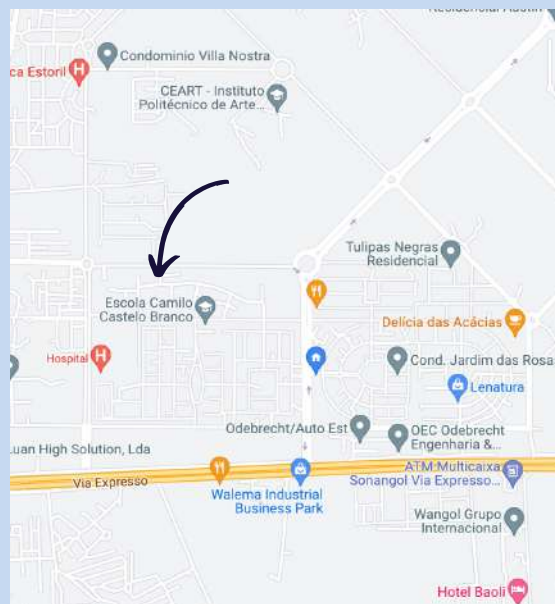 Residencial Austin
Condominio Villa Nostra
ca Estoril
H
CEART - Instituto
Politécnico de Arte...
Tulipas Negras
Residencial
Escola Camilo
Castelo Branco
Delícia das Acácias
Hospital
H
Cond. Jardim das Rosa
Lenatura
Odebrecht/Auto Est
OEC Odebrecht
Engenharia &...
uan High Solution, Lda
Via Expresso
ATM Multicaixa
Sonangol Via Expresso...
Walema Industrial
Business Park
Wangol Grupo
Internacional
Hotel Baoli